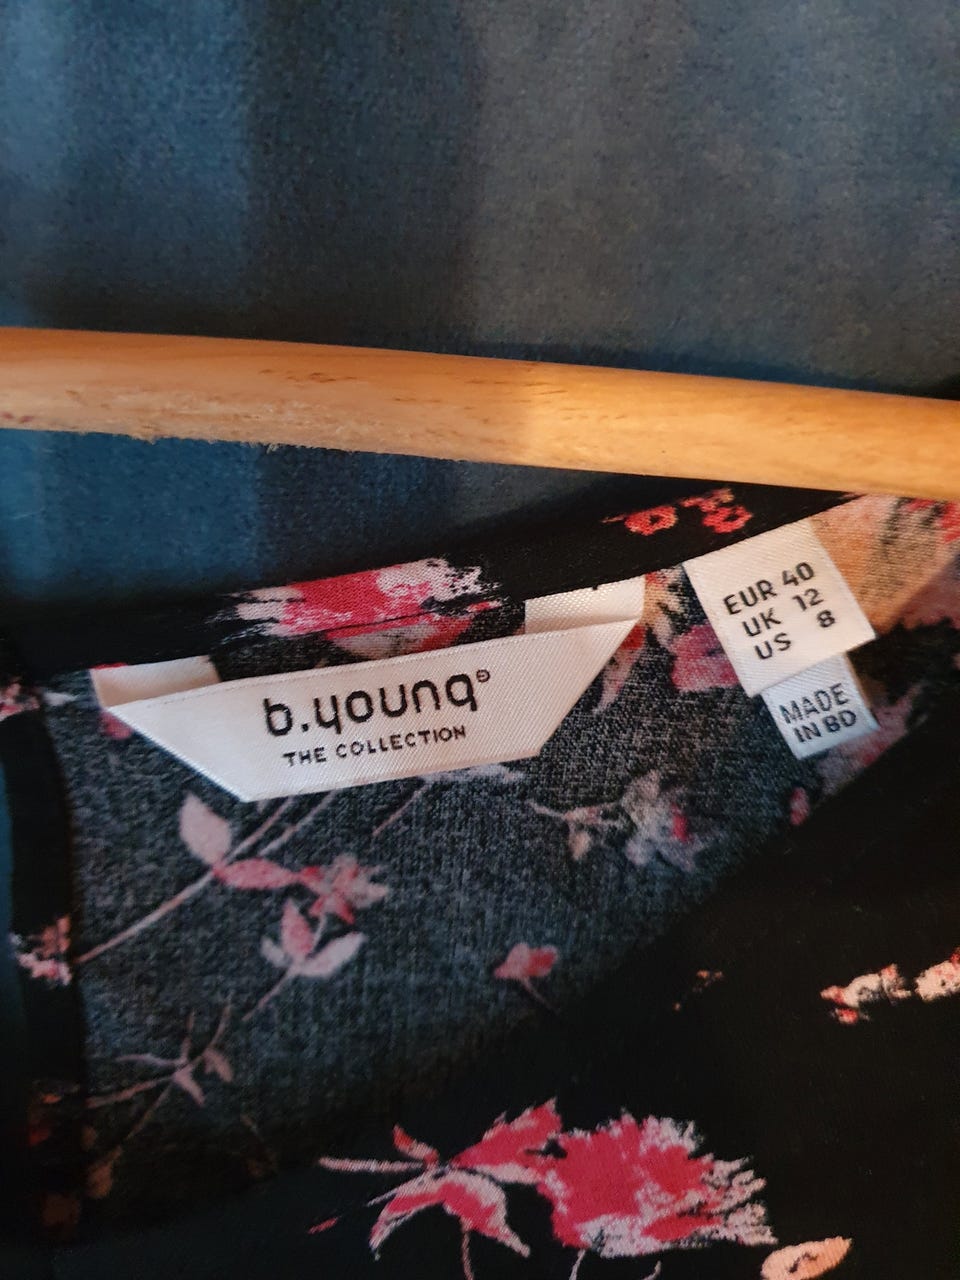 b.young®
THE COLLECTION
EUR 40
UK 12
US 8
MADE
IN BD